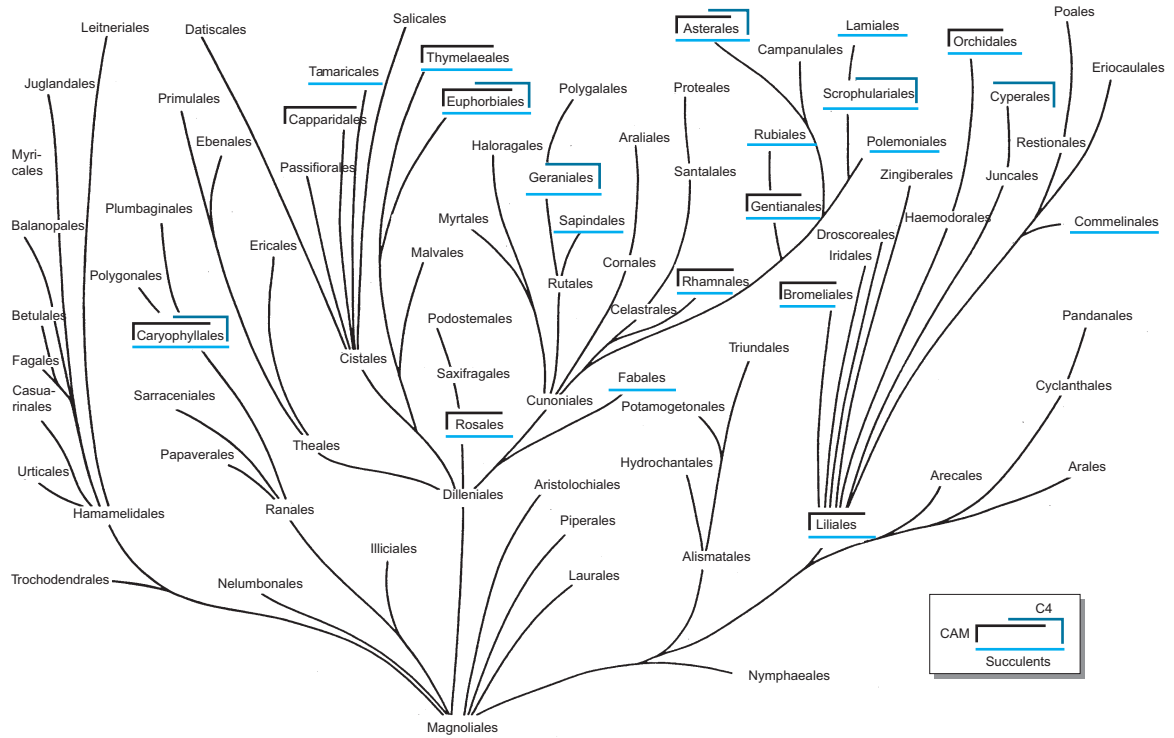 Poales
Salicales
Leitneriales
Datiscales
Asterales
Lamiales
Orchidales
Campanulales
Thymelaeales
Eriocaulales
Tamaricales
Juglandales
Polygalales
Proteales
Scrophulariales
Cyperales
Primulales
Euphorbiales
Capparidales
Ebenales
Haloragales
Araliales
Rubiales
Polemoniales
Restionales
Myri-
cales
Passifiorales
Geraniales
Santalales
Zingiberales
Juncales
Plumbaginales
Gentianales
Balanopales
Myrtales
Sapindales
Haemodorales
Commelinales
Droscoreales
Ericales
Malvales
Cornales
Iridales
Polygonales
Rutales
Rhamnales
Bromeliales
Betulales
Podostemales
Celastrales
Pandanales
Caryophyllales
Triundales
Fagales
Cistales
Saxifragales
Fabales
Cyclanthales
Casua-
rinales
Sarraceniales
Cunoniales
Potamogetonales
Rosales
Theales
Papaverales
Hydrochantales
Arales
Urticales
Arecales
Aristolochiales
Dilleniales
Hamamelidales
Ranales
Piperales
Liliales
Illiciales
Alismatales
Trochodendrales
Nelumbonales
Laurales
C4
CAM
Succulents
Nymphaeales
Magnoliales